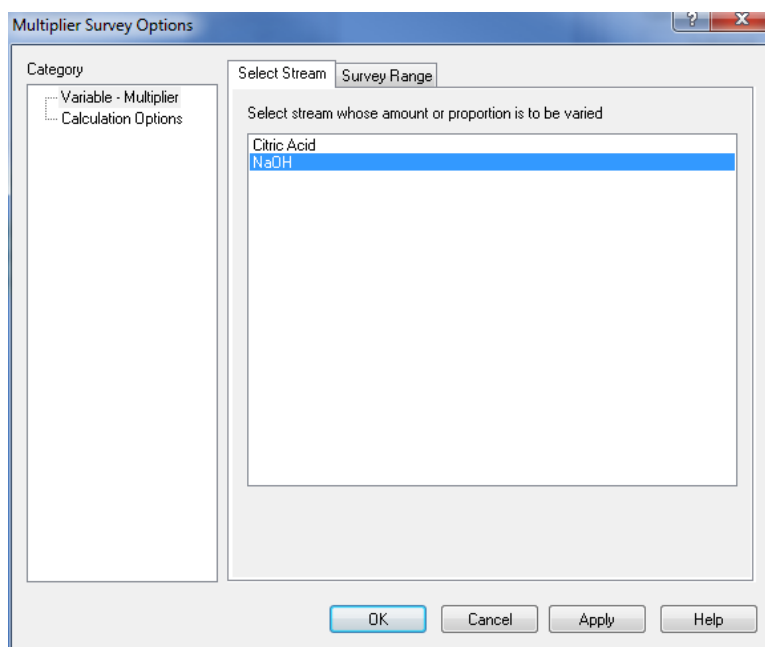 Multiplier Survey Options
?
X
Category
Variable - Multiplier
Calculation Options
Select Stream
Survey Range
Select stream whose amount or proportion is to be varied
Citric Acid
NaOH
OK
Cancel
Apply
Help